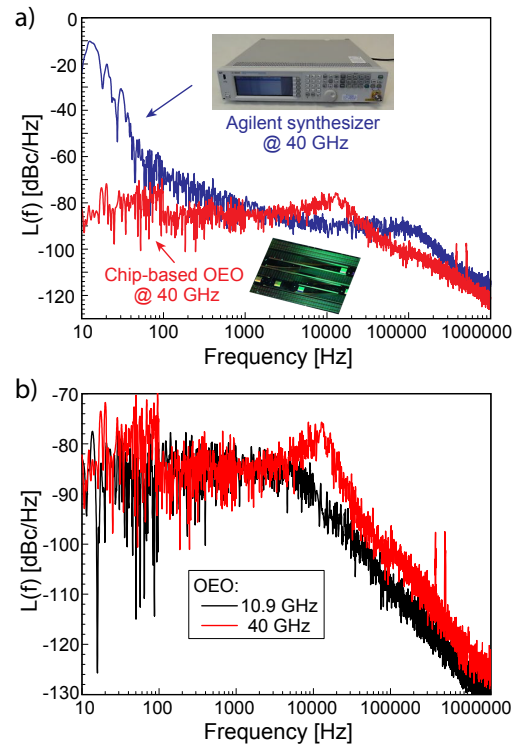 a)
0
-20
-40
-60
-80
-100
-120
L(f) [dBc/Hz]
Agilent synthesizer
@ 40 GHz
Chip-based OEO
@ 40 GHz
10 100 1000 10000 100000 1000000
Frequency [Hz]
b)
-70
-80
-90
-100
-110
-120
-130
L(f) [dBc/Hz]
OEO:
10.9 GHz
40 GHz
10 100 1000 10000 100000 1000000
Frequency [Hz]